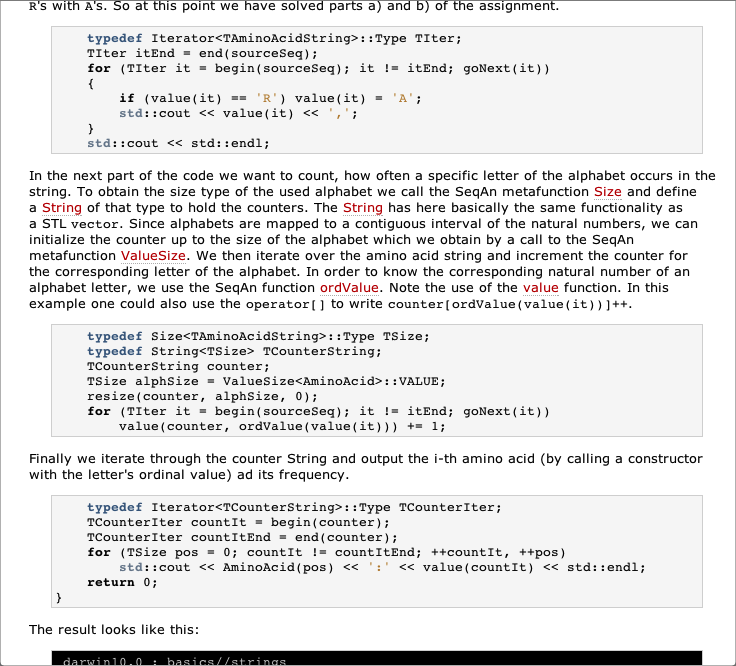 R's with A's. So at this point we have solved parts a) and b) of the assignment.
typedef Iterator<TAminoAcidString>::Type TIter;
TIter itEnd = end(sourceSeq);
for (TIter it = begin(sourceSeq); it != itEnd; goNext(it))
{
if (value(it) == 'R') value(it) = 'A';
std::cout << value(it) << ',';
}
std::cout << std::endl;
In the next part of the code we want to count, how often a specific letter of the alphabet occurs in the
string. To obtain the size type of the used alphabet we call the SeqAn metafunction Size and define
a String of that type to hold the counters. The String has here basically the same functionality as
a STL vector. Since alphabets are mapped to a contiguous interval of the natural numbers, we can
initialize the counter up to the size of the alphabet which we obtain by a call to the SeqAn
metafunction ValueSize. We then iterate over the amino acid string and increment the counter for
the corresponding letter of the alphabet. In order to know the corresponding natural number of an
alphabet letter, we use the SeqAn function ordValue. Note the use of the value function. In this
example one could also use the operator[] to write counter[ordValue(value(it))]++.
typedef Size<TAminoAcidString>::Type TSize;
typedef String<TSize> TCounterString;
TCounterString counter;
TSize alphSize = ValueSize<AminoAcid>::VALUE;
resize(counter, alphSize, 0);
for (TIter it = begin(sourceSeq); it != itEnd; goNext(it))
value(counter, ordValue(value(it))) += 1;
Finally we iterate through the counter String and output the i-th amino acid (by calling a constructor
with the letter's ordinal value) ad its frequency.
typedef Iterator<TCounterString>::Type TCounterIter;
TCounterIter countIt = begin(counter);
TCounterIter countItEnd = end(counter);
for (TSize pos = 0; countIt != countItEnd; ++countIt, ++pos)
std::cout << AminoAcid(pos) << ':' << value(countIt) << std::endl;
return 0;
}
The result looks like this:
darwin10.0 : basics//strings